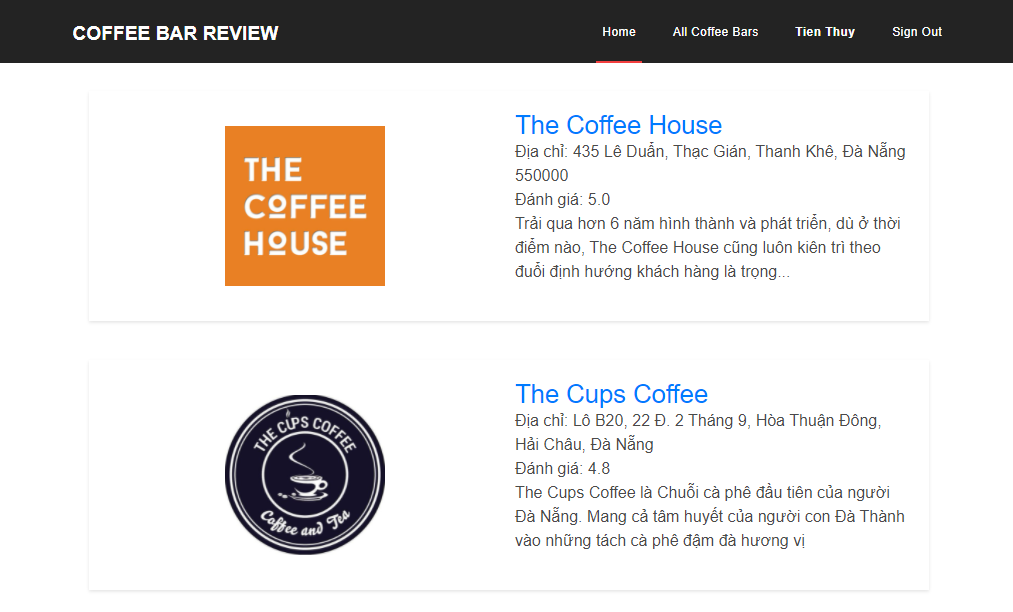 COFFEE BAR REVIEW
Home
All Coffee Bars
Tien Thuy
Sign Out
THE
COFFEE
HOUSE
The Coffee House
Địa chỉ: 435 Lê Duẩn, Thạc Gián, Thanh Khê, Đà Nẵng
550000
Đánh giá: 5.0
Trải qua hơn 6 năm hình thành và phát triển, dù ở thời
điểm nào, The Coffee House cũng luôn kiên trì theo
đuổi định hướng khách hàng là trọng...
THE CUPS COFFEE
Coffee and Tea
The Cups Coffee
Địa chỉ: Lô B20, 22 Đ. 2 Tháng 9, Hòa Thuận Đông,
Hải Châu, Đà Nẵng
Đánh giá: 4.8
The Cups Coffee là Chuỗi cà phê đầu tiên của người
Đà Nẵng. Mang cả tâm huyết của người con Đà Thành
vào những tách cà phê đậm đà hương vị